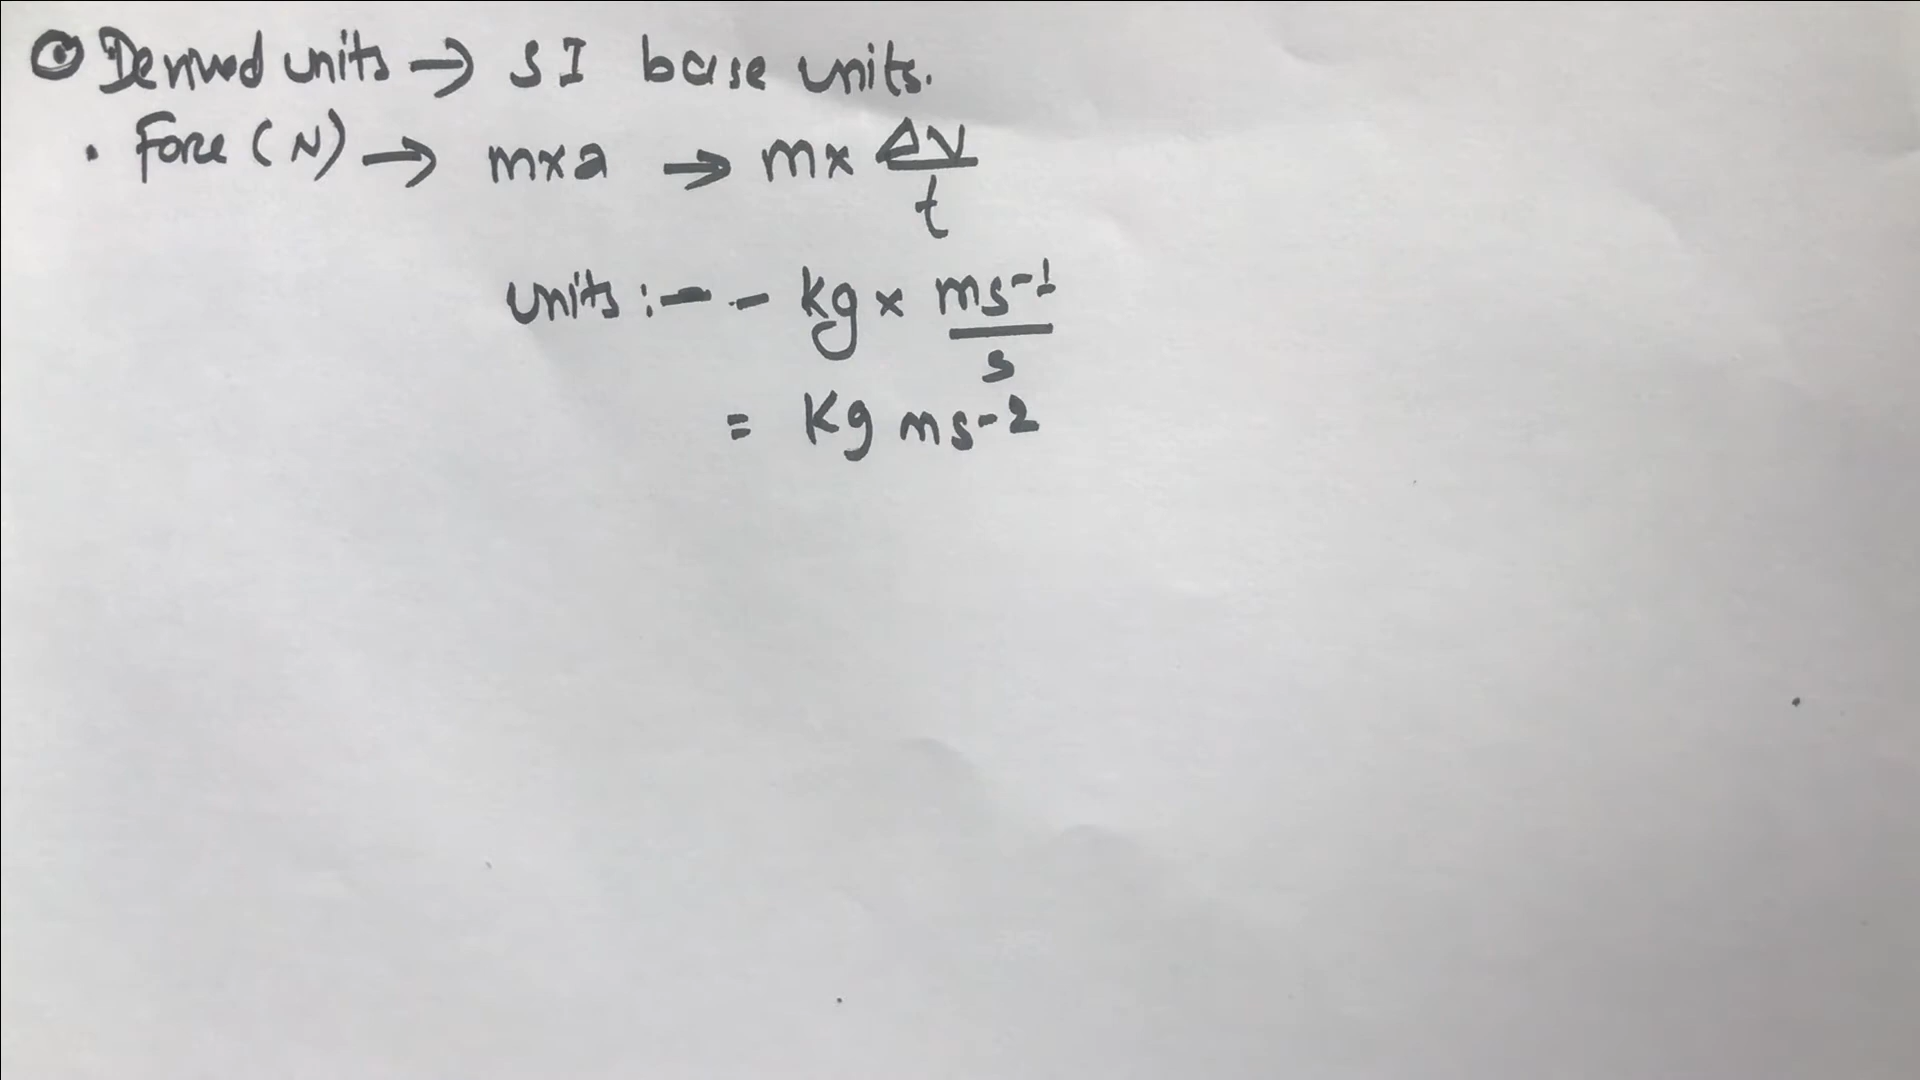 ⊙ Derived units → SI base units.
• Force (N) → m×a → m× ΔV/t
units :- - kg × ms-1/s
= Kg ms-2